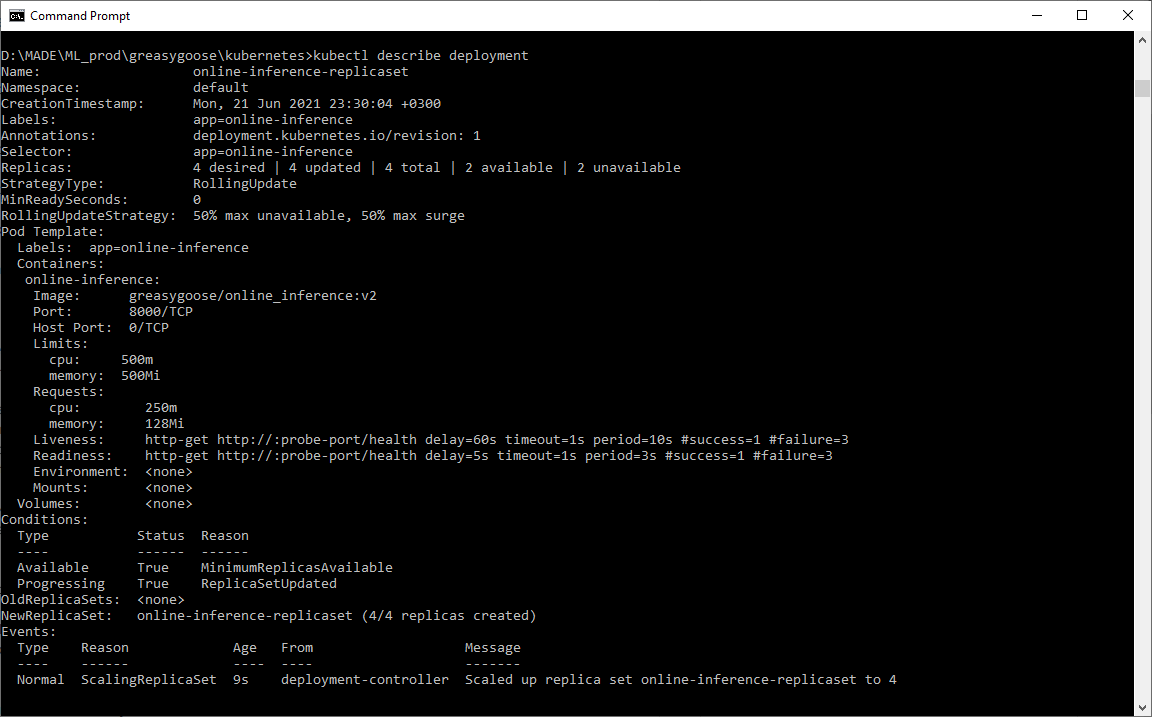 Command Prompt
D:\MADE\ML_prod\greasygoose\kubernetes>kubectl describe deployment
Name:                   online-inference-replicaset
Namespace:              default
CreationTimestamp:      Mon, 21 Jun 2021 23:30:04 +0300
Labels:                 app=online-inference
Annotations:            deployment.kubernetes.io/revision: 1
Selector:               app=online-inference
Replicas:               4 desired | 4 updated | 4 total | 2 available | 2 unavailable
StrategyType:           RollingUpdate
MinReadySeconds:        0
RollingUpdateStrategy:  50% max unavailable, 50% max surge
Pod Template:
  Labels:  app=online-inference
  Containers:
   online-inference:
    Image:      greasygoose/online_inference:v2
    Port:       8000/TCP
    Host Port:  0/TCP
    Limits:
      cpu:     500m
      memory:  500Mi
    Requests:
      cpu:        250m
      memory:     128Mi
    Liveness:     http-get http://:probe-port/health delay=60s timeout=1s period=10s #success=1 #failure=3
    Readiness:    http-get http://:probe-port/health delay=5s timeout=1s period=3s #success=1 #failure=3
    Environment:  <none>
    Mounts:       <none>
  Volumes:        <none>
Conditions:
  Type           Status  Reason
  ----           ------  ------
  Available      True    MinimumReplicasAvailable
  Progressing    True    ReplicaSetUpdated
OldReplicaSets:  <none>
NewReplicaSet:   online-inference-replicaset (4/4 replicas created)
Events:
  Type    Reason             Age   From                   Message
  ----    ------             ----  ----                   -------
  Normal  ScalingReplicaSet  9s    deployment-controller  Scaled up replica set online-inference-replicaset to 4